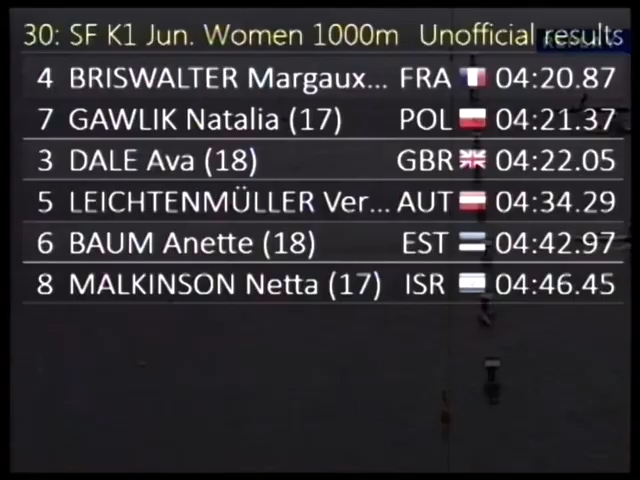 30: SF K1 Jun. Women 1000m Unofficial results
4 BRISWALTER Margaux... FRA 04:20.87
7 GAWLIK Natalia (17) POL 04:21.37
3 DALE Ava (18) GBR 04:22.05
5 LEICHTENMÜLLER Ver... AUT 04:34.29
6 BAUM Anette (18) EST 04:42.97
8 MALKINSON Netta (17) ISR 04:46.45